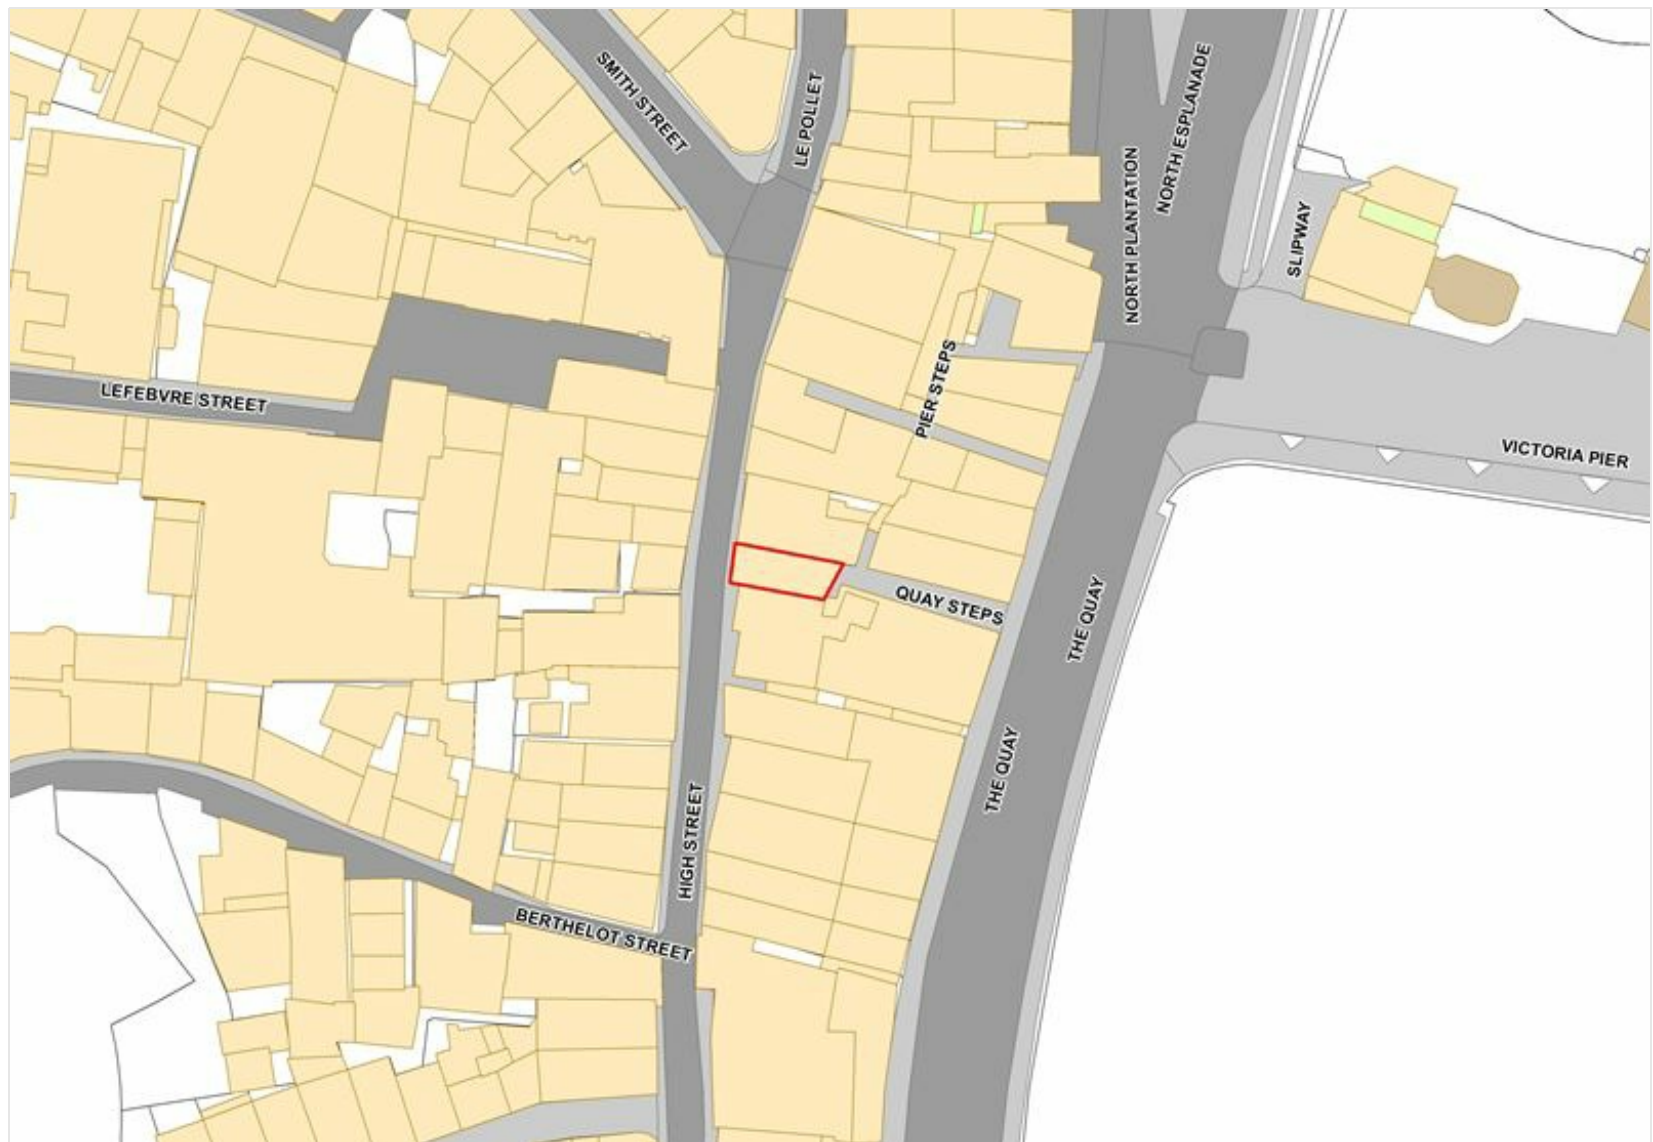 SMITH STREET
LE POLLET
NORTH ESPLANADE
NORTH PLANTATION
SLIPWAY
LEFEBVRE STREET
PIER STEPS
VICTORIA PIER
QUAY STEPS
THE QUAY
THE QUAY
HIGH STREET
BERTHELOT STREET